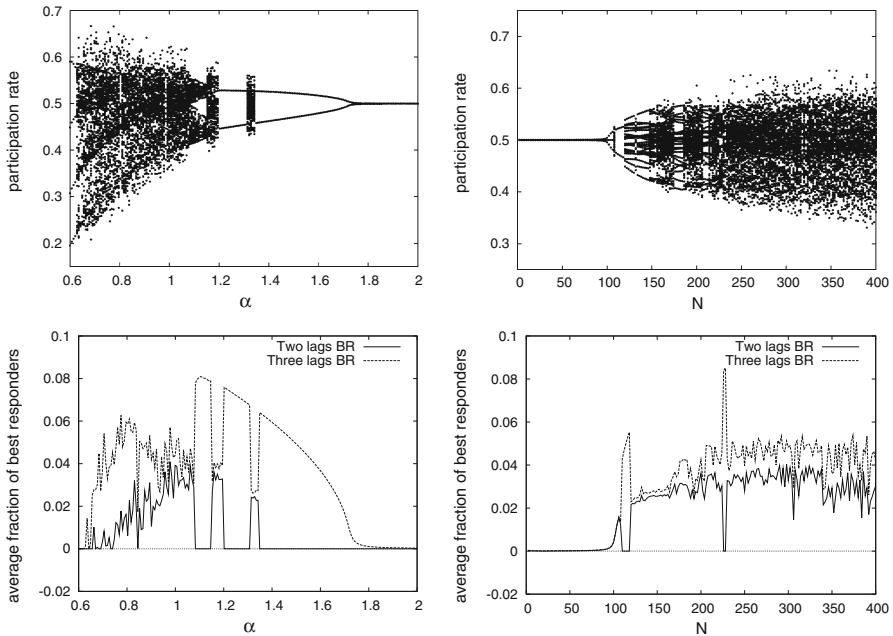 participation rate
0.7
0.6
0.5
0.4
0.3
0.2
0.6 0.8 1 1.2 1.4 1.6 1.8 2
α
participation rate
0.7
0.6
0.5
0.4
0.3
0 50 100 150 200 250 300 350 400
N
average fraction of best responders
0.1
0.08
0.06
0.04
0.02
0
-0.02
Two lags BR
Three lags BR
0.6 0.8 1 1.2 1.4 1.6 1.8 2
α
average fraction of best responders
0.1
0.08
0.06
0.04
0.02
0
-0.02
Two lags BR
Three lags BR
0 50 100 150 200 250 300 350 400
N